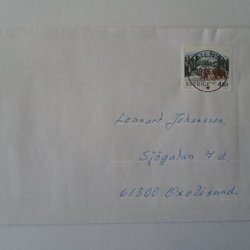 SVERIGE
Lennart Johansson,
Sjögatan 4 d,
61300 Oxelösund.